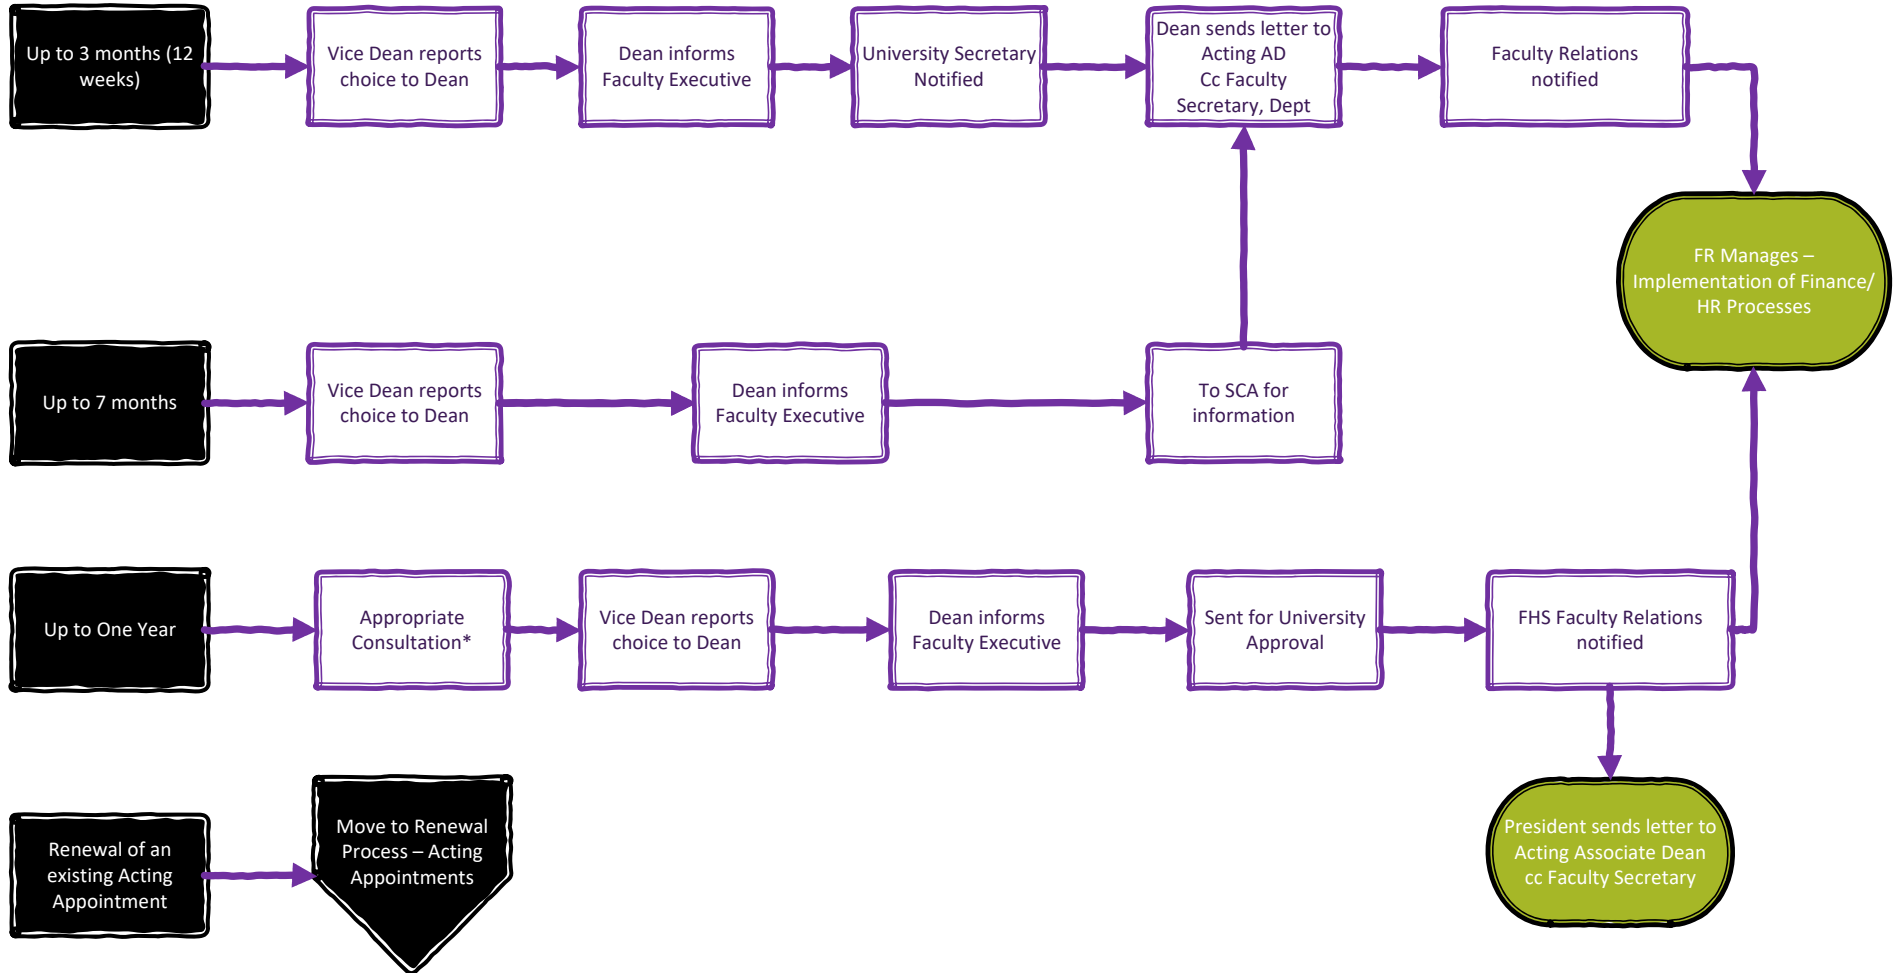 Up to 3 months (12
weeks)
Vice Dean reports
choice to Dean
Dean informs
Faculty Executive
University Secretary
Notified
Dean sends letter to
Acting AD
Cc Faculty
Secretary, Dept
Faculty Relations
notified
FR Manages –
Implementation of Finance/
HR Processes
Up to 7 months
Vice Dean reports
choice to Dean
Dean informs
Faculty Executive
To SCA for
information
Up to One Year
Appropriate
Consultation*
Vice Dean reports
choice to Dean
Dean informs
Faculty Executive
Sent for University
Approval
FHS Faculty Relations
notified
President sends letter to
Acting Associate Dean
cc Faculty Secretary
Renewal of an
existing Acting
Appointment
Move to Renewal
Process – Acting
Appointments